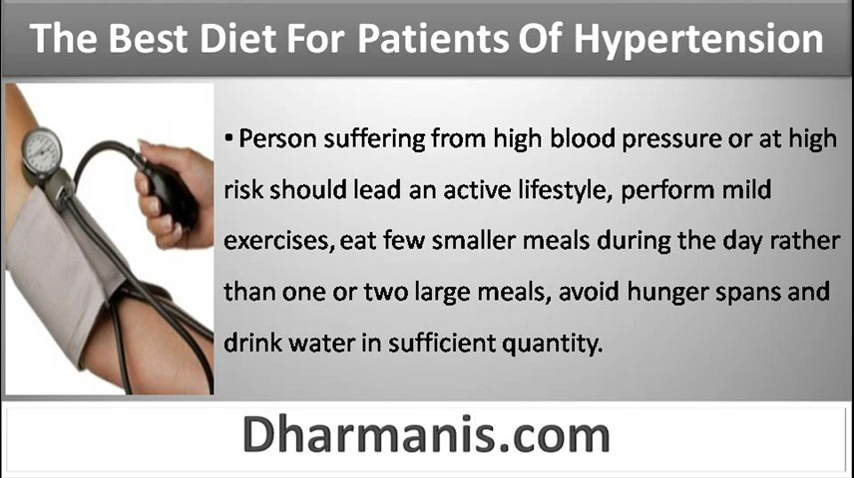 The Best Diet For Patients Of Hypertension
• Person suffering from high blood pressure or at high
risk should lead an active lifestyle, perform mild
exercises, eat few smaller meals during the day rather
than one or two large meals, avoid hunger spans and
drink water in sufficient quantity.
Dharmanis.com